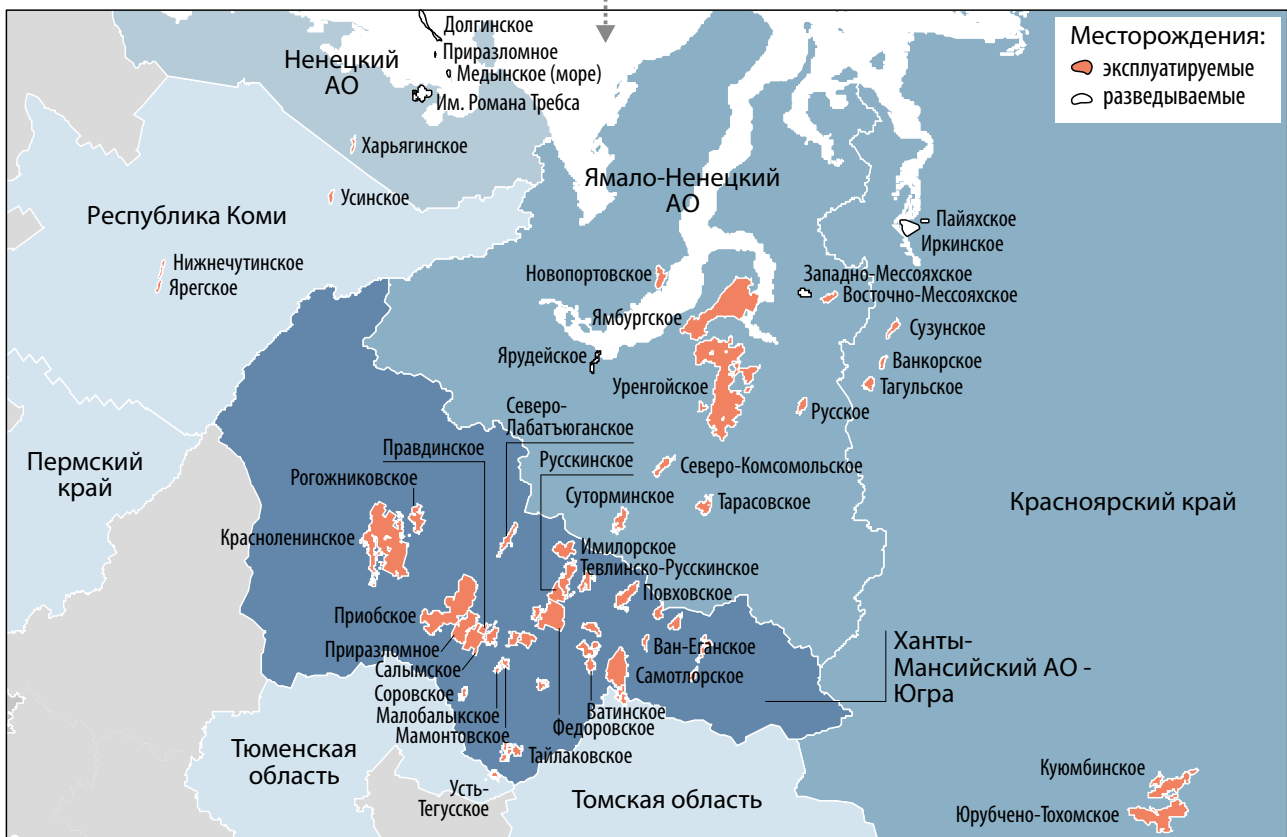 Долгинское
Приразломное
Медынское (море)
Им. Романа Требса
Ненецкий
АО
Месторождения:
эксплуатируемые
разведываемые
Харьягинское
Усинское
Республика Коми
Нижнечутинское
Ярегское
Ямало-Ненецкий
АО
Пайяхское
Иркинское
Новопортовское
Западно-Мессояхское
Восточно-Мессояхское
Ямбургское
Сузунское
Ярудейское
Ванкорское
Уренгойское
Тагульское
Русское
Северо-
Лабатъюганское
Правдинское
Русскинское
Северо-Комсомольское
Пермский
край
Рогожниковское
Суторминское
Тарасовское
Красноярский край
Красноленинское
Имилорское
Тевлинско-Русскинское
Повховское
Приобское
Ван-Еганское
Ханты-
Мансийский АО -
Югра
Приразломное
Салымское
Самотлорское
Соровское
Малобалыкское
Мамонтовское
Ватинское
Федоровское
Тюменская
область
Тайлаковское
Усть-
Тегусское
Томская область
Куюмбинское
Юрубчено-Тохомское